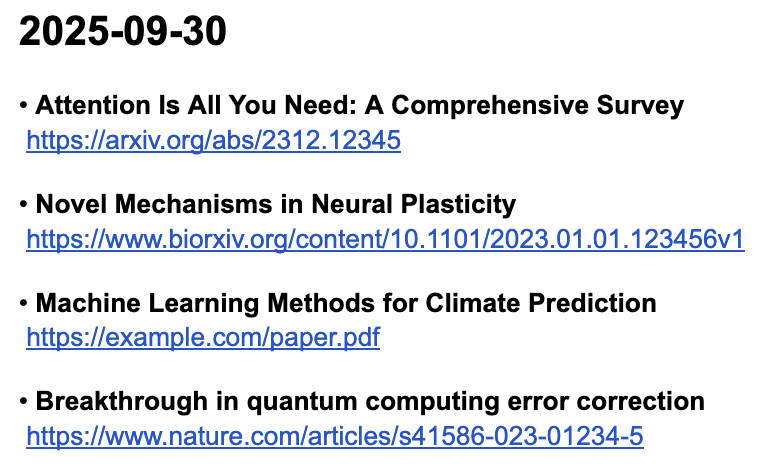 2025-09-30
• Attention Is All You Need: A Comprehensive Survey
https://arxiv.org/abs/2312.12345
• Novel Mechanisms in Neural Plasticity
https://www.biorxiv.org/content/10.1101/2023.01.01.123456v1
• Machine Learning Methods for Climate Prediction
https://example.com/paper.pdf
• Breakthrough in quantum computing error correction
https://www.nature.com/articles/s41586-023-01234-5